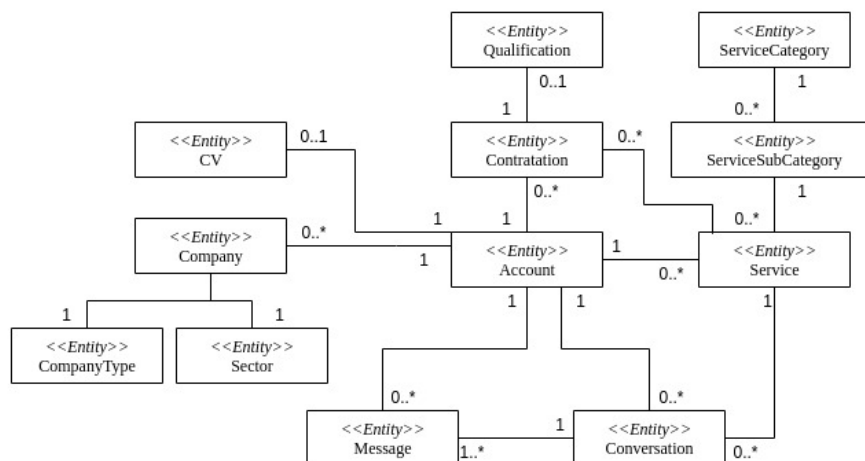 <<Entity>>
Qualification
<<Entity>>
ServiceCategory
0..1
1
1
0..*
<<Entity>>
CV
0..1
<<Entity>>
Contratation
0..*
<<Entity>>
ServiceSubCategory
0..*
1
1
1
0..*
<<Entity>>
Company
0..*
1
<<Entity>>
Account
1
0..*
<<Entity>>
Service
1
1
1
1
1
<<Entity>>
CompanyType
<<Entity>>
Sector
0..*
0..*
<<Entity>>
Message
1..*
1
<<Entity>>
Conversation
0..*